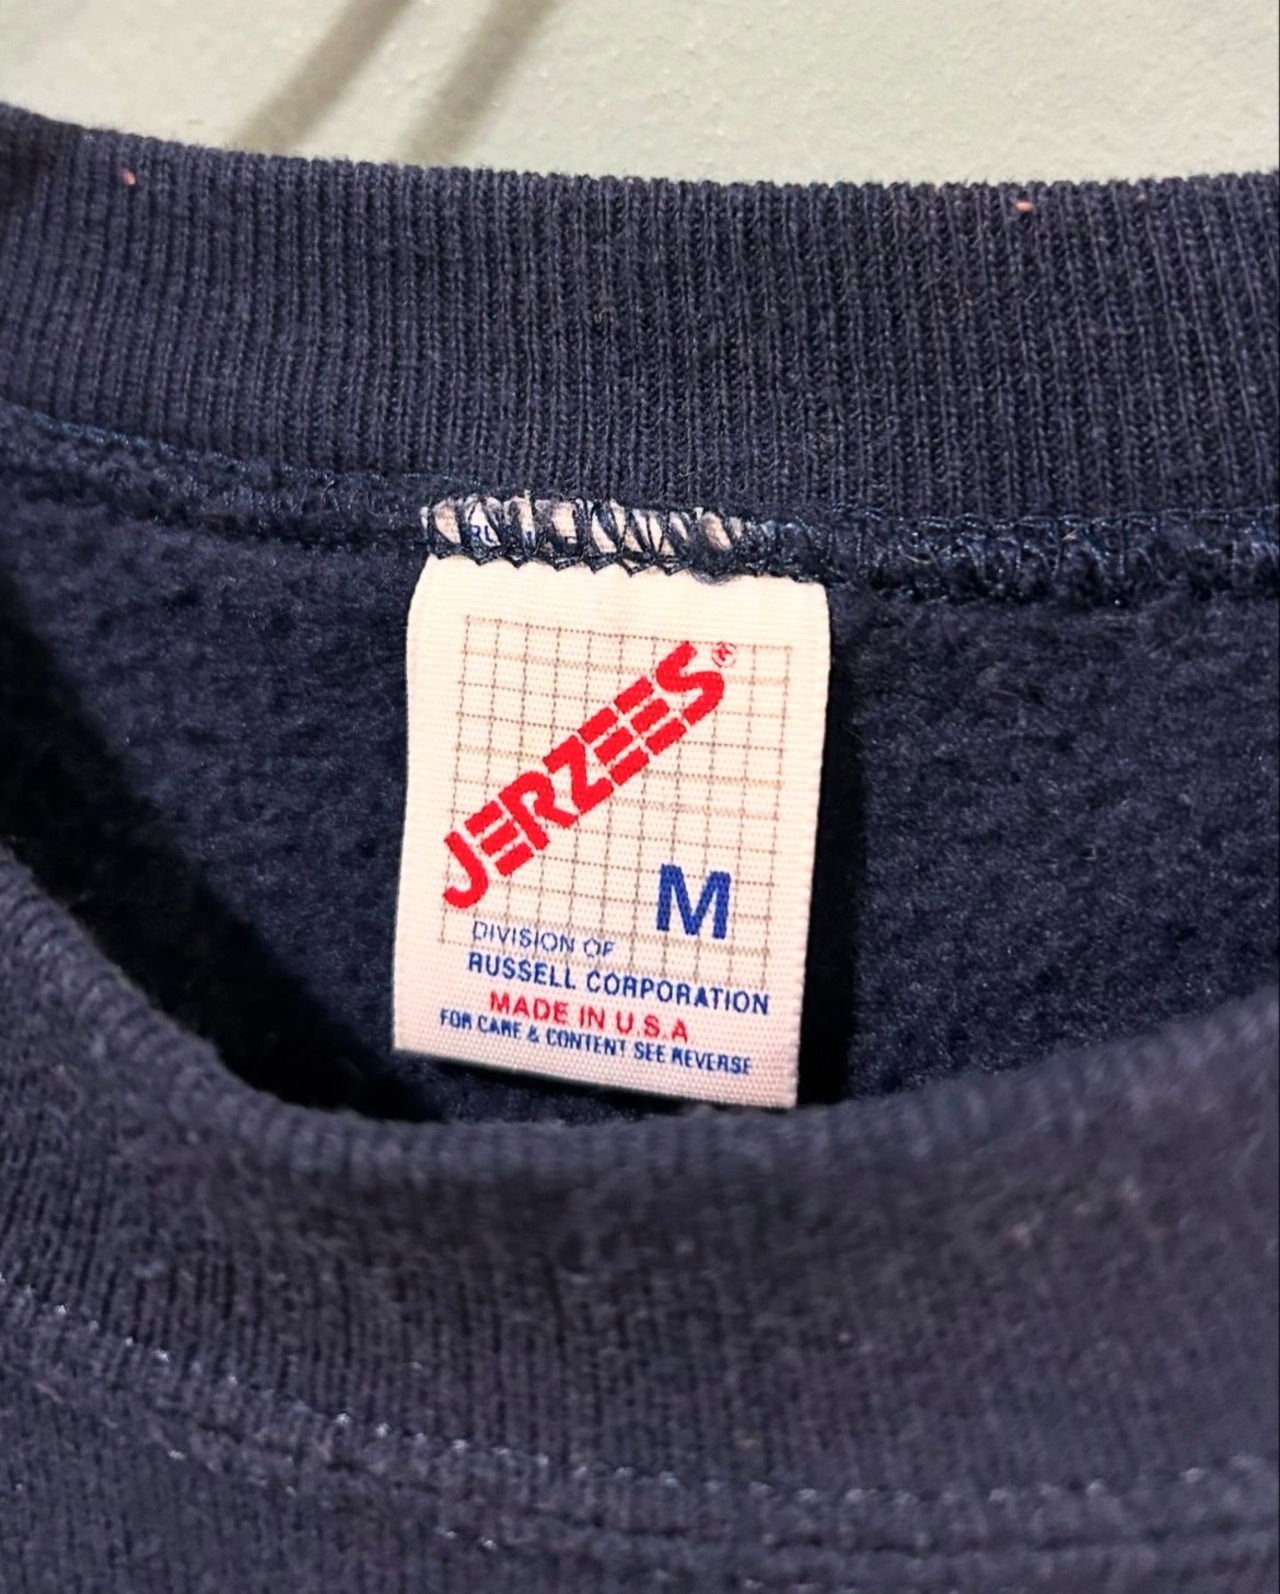 JERZEES®
M
DIVISION OF
RUSSELL CORPORATION
MADE IN U.S.A
FOR CARE & CONTENT SEE REVERSE